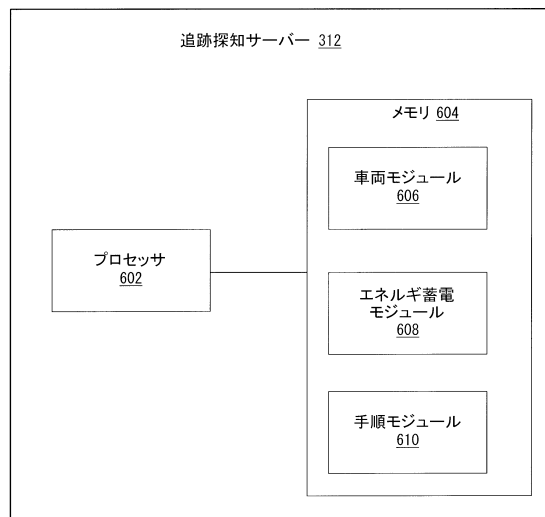 追跡探知サーバー 312
メモリ 604
車両モジュール
606
プロセッサ
602
エネルギ蓄電
モジュール
608
手順モジュール
610